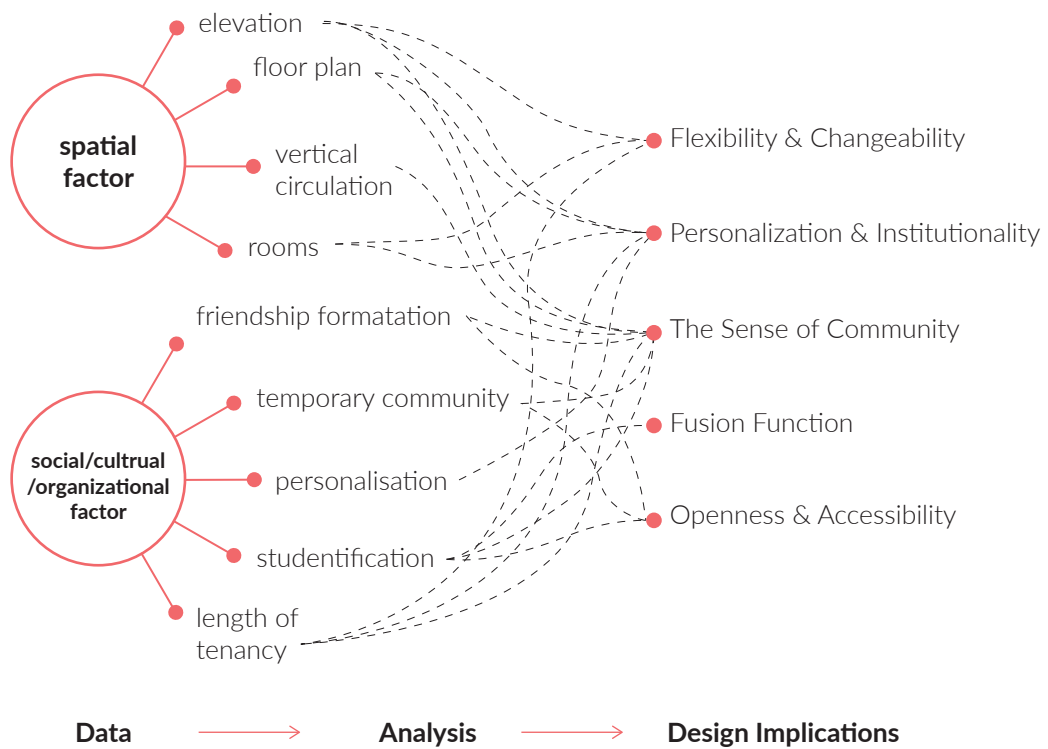 elevation
floor plan
spatial
factor
vertical
circulation
rooms
friendship formatation
temporary community
social/cultrual
/organizational
factor
personalisation
studentification
length of
tenancy
Flexibility & Changeability
Personalization & Institutionality
The Sense of Community
Fusion Function
Openness & Accessibility
Data
Analysis
Design Implications